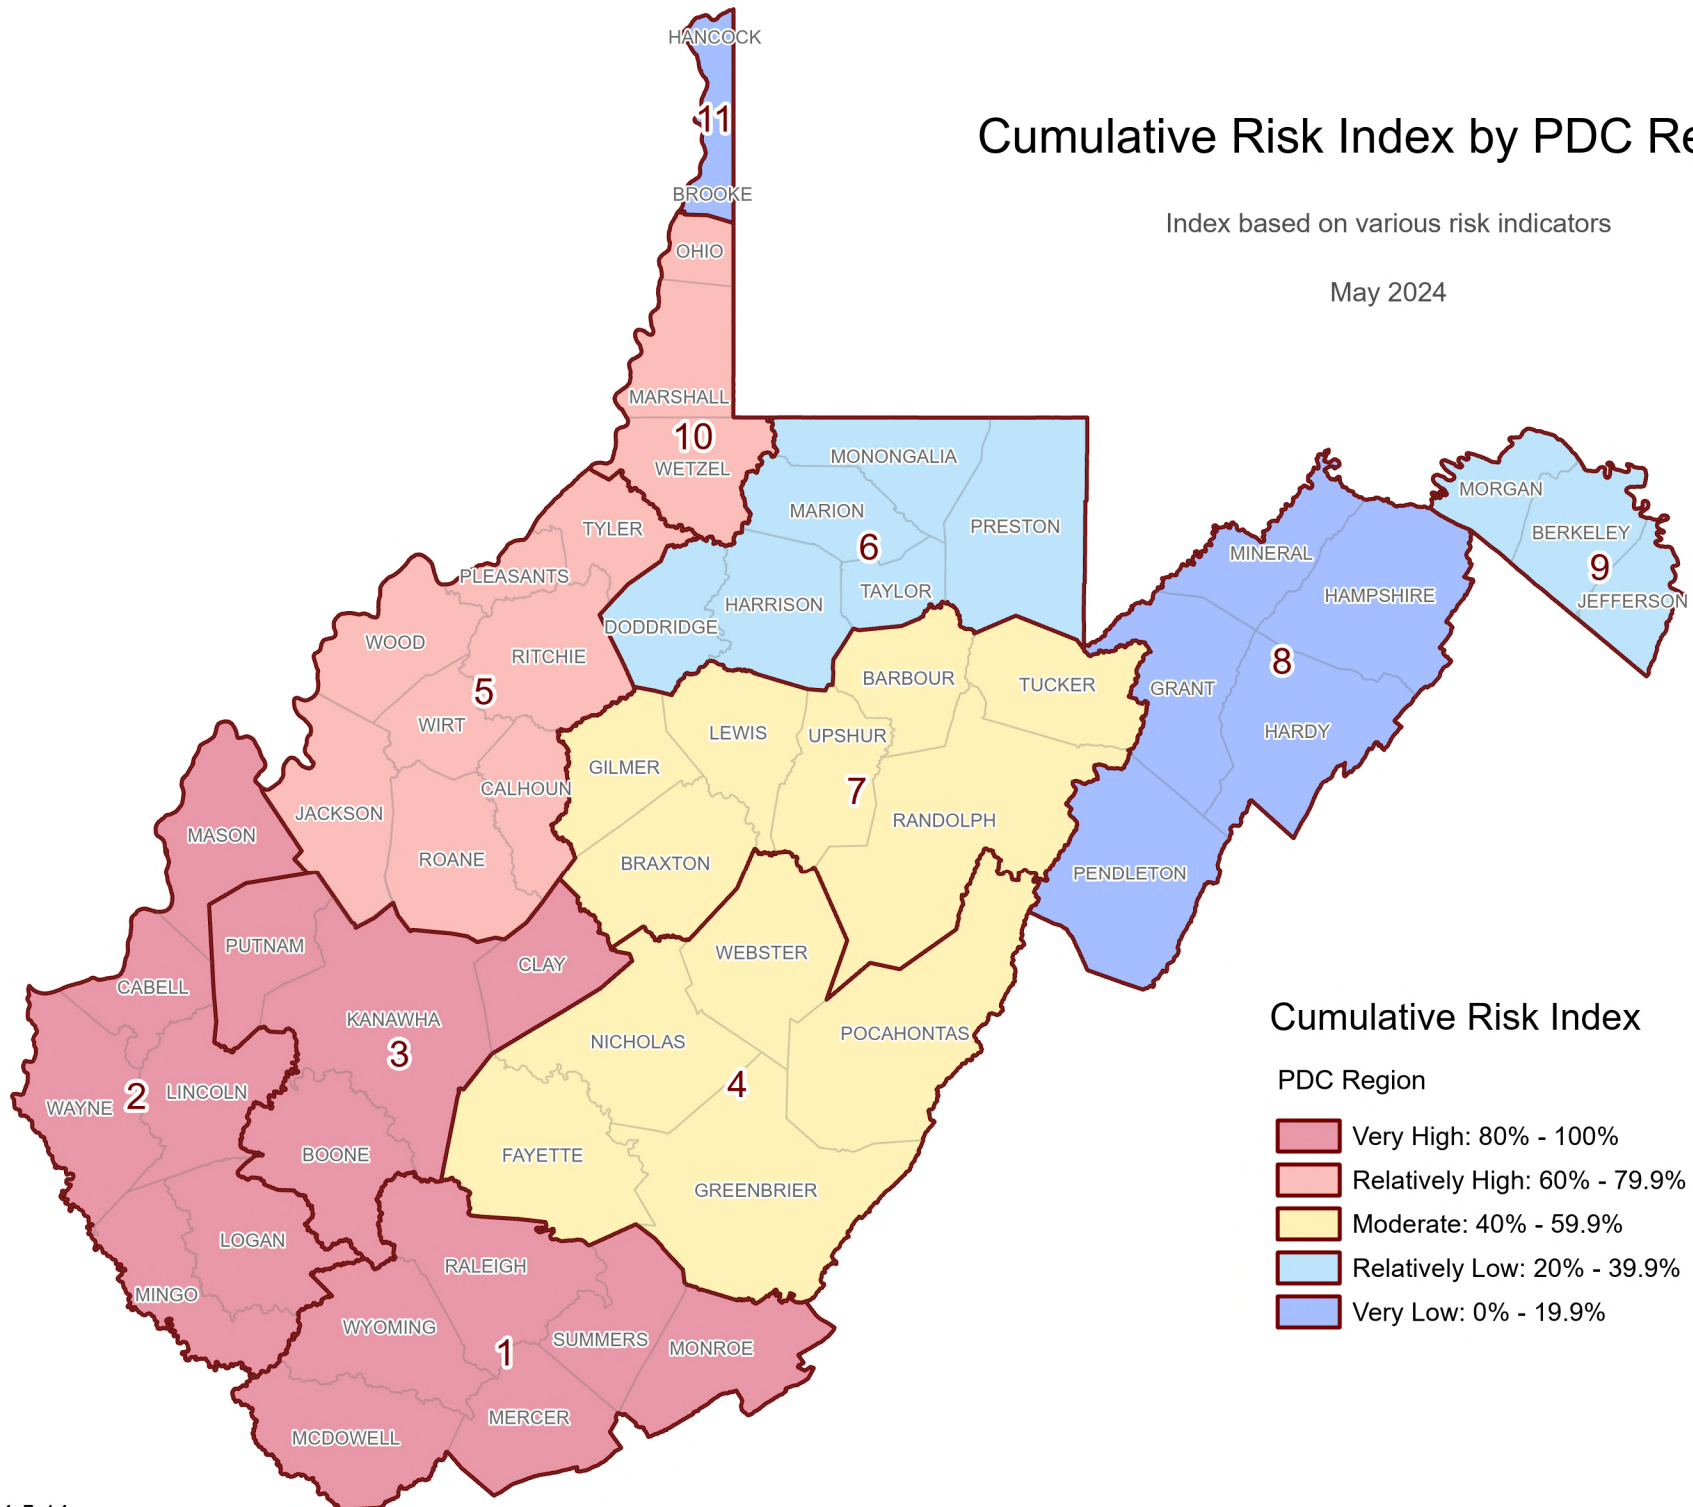 HANCOCK
11
Cumulative Risk Index by PDC Re
BROOKE
Index based on various risk indicators
OHIO
May 2024
MARSHALL
10
WETZEL
MONONGALIA
MORGAN
MARION
TYLER
PRESTON
BERKELEY
6
MINERAL
9
PLEASANTS
TAYLOR
HAMPSHIRE
JEFFERSON
HARRISON
DODDRIDGE
WOOD
RITCHIE
8
BARBOUR
TUCKER
GRANT
5
WIRT
LEWIS
UPSHUR
HARDY
GILMER
CALHOUN
7
JACKSON
RANDOLPH
MASON
ROANE
BRAXTON
PENDLETON
PUTNAM
WEBSTER
CLAY
CABELL
KANAWHA
Cumulative Risk Index
POCAHONTAS
NICHOLAS
3
PDC Region
4
LINCOLN
2
WAYNE
Very High: 80% - 100%
BOONE
FAYETTE
Relatively High: 60% - 79.9%
GREENBRIER
Moderate: 40% - 59.9%
LOGAN
RALEIGH
Relatively Low: 20% - 39.9%
MINGO
Very Low: 0% - 19.9%
WYOMING
SUMMERS
MONROE
1
MERCER
MCDOWELL